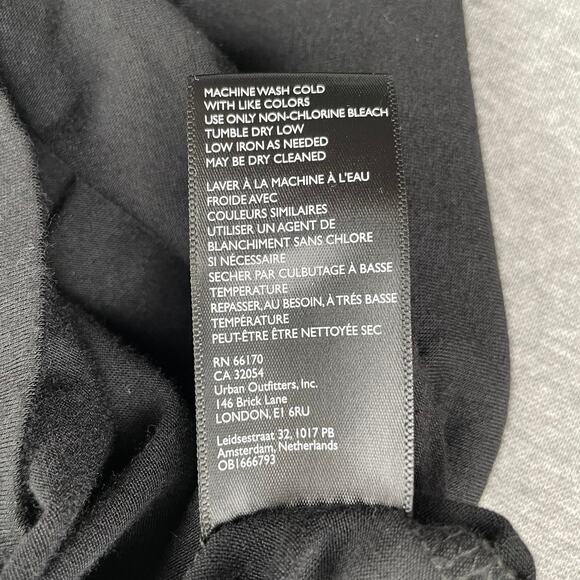 MACHINE WASH COLD
WITH LIKE COLORS
USE ONLY NON-CHLORINE BLEACH
TUMBLE DRY LOW
LOW IRON AS NEEDED
MAY BE DRY CLEANED
LAVER À LA MACHINE À L'EAU
FROIDE AVEC
COULEURS SIMILAIRES
UTILISER UN AGENT DE
BLANCHIMENT SANS CHLORE
SI NÉCESSAIRE
SECHER PAR CULBUTAGE À BASSE
TEMPERATURE
REPASSER, AU BESOIN, À TRÉS BASSE
TEMPÉRATURE
PEUT-ÊTRE ÊTRE NETTOYÉE SEC
RN 66170
CA 32054
Urban Outfitters, Inc.
146 Brick Lane
LONDON, E1 6RU
Leidsestraat 32, 1017 PB
Amsterdam, Netherlands
OB1666793